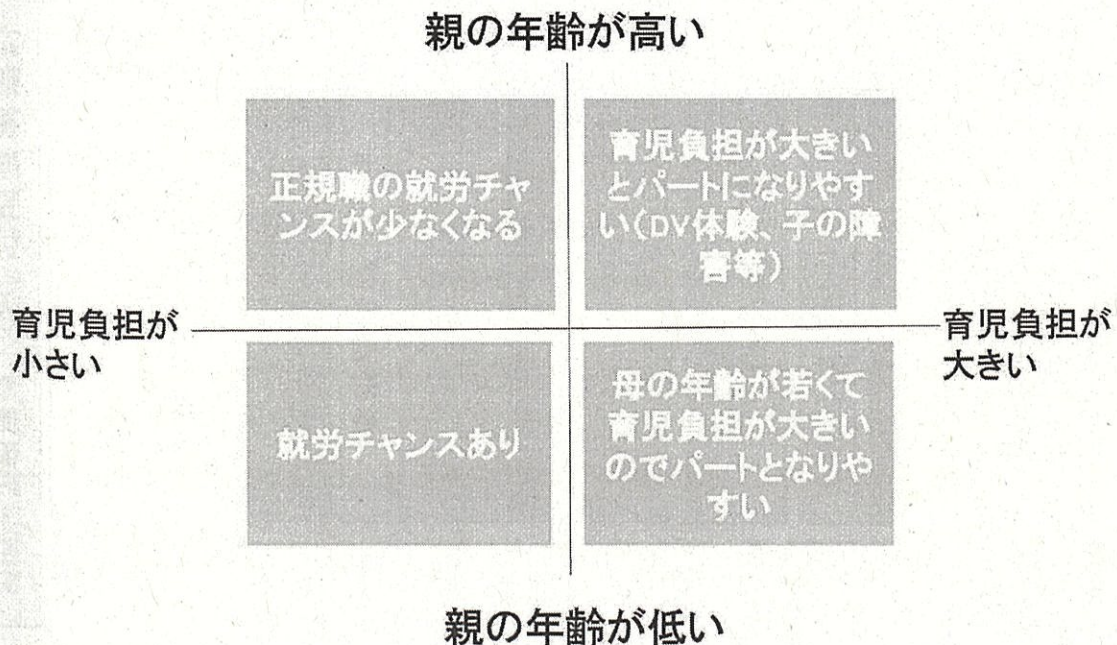 親の年齢が高い
正規職の就労チャ
ンスが少なくなる
育児負担が大きい
とパートになりやす
い(DV体験、子の障
害等)
育児負担が
小さい
育児負担が
大きい
就労チャンスあり
母の年齢が若くて
育児負担が大きい
のでパートとなりや
すい
親の年齢が低い